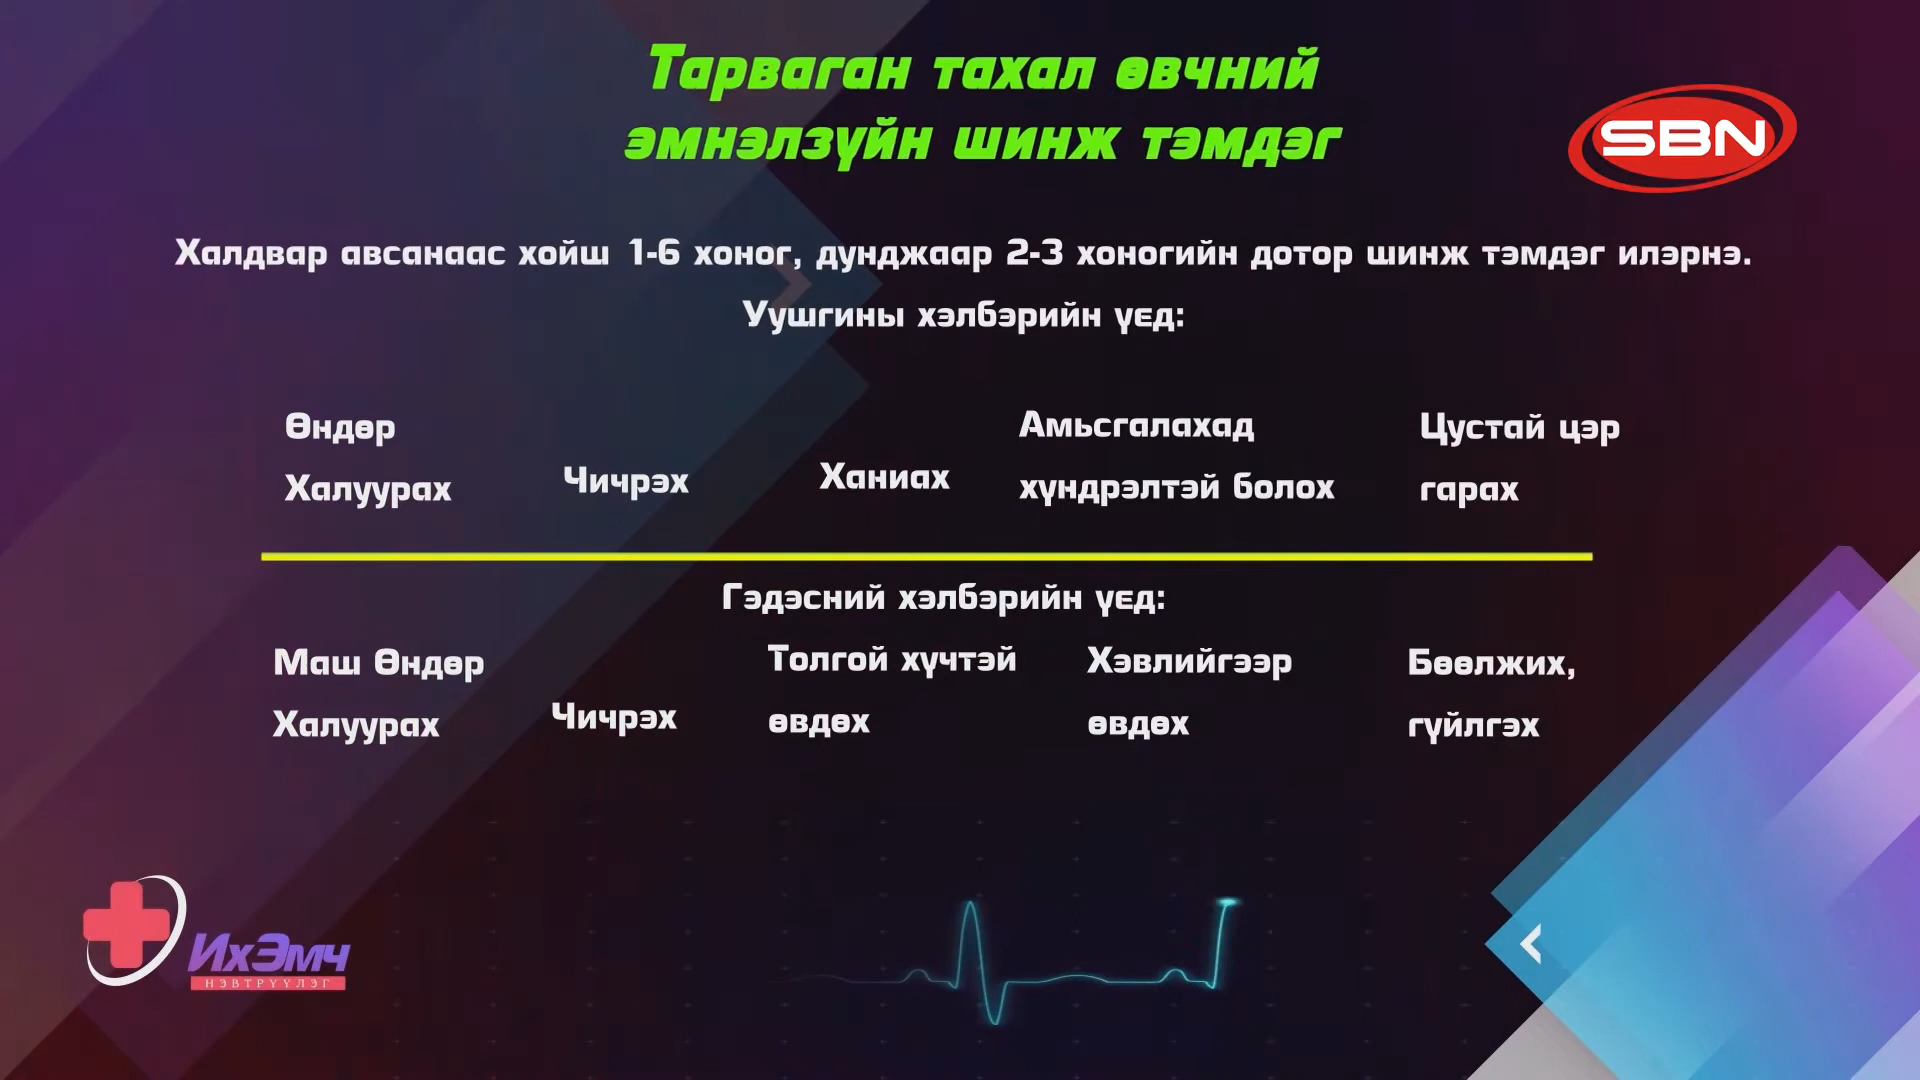 Тарваган тахал өвчний
эмнэлзүйн шинж тэмдэг
SBN
Халдвар авсанаас хойш 1-6 хоног, дунджаар 2-3 хоногийн дотор шинж тэмдэг илэрнэ.
Уушгины хэлбэрийн үед:
Өндөр
Халуурах
Чичрэх
Ханиах
Амьсгалахад
хүндрэлтэй болох
Цустай цэр
гарах
Гэдэсний хэлбэрийн үед:
Маш Өндөр
Халуурах
Чичрэх
Толгой хүчтэй
өвдөх
Хэвлийгээр
өвдөх
Бөөлжих,
гүйлгэх
ИхЭмч
НЭВТРҮҮЛЭГ